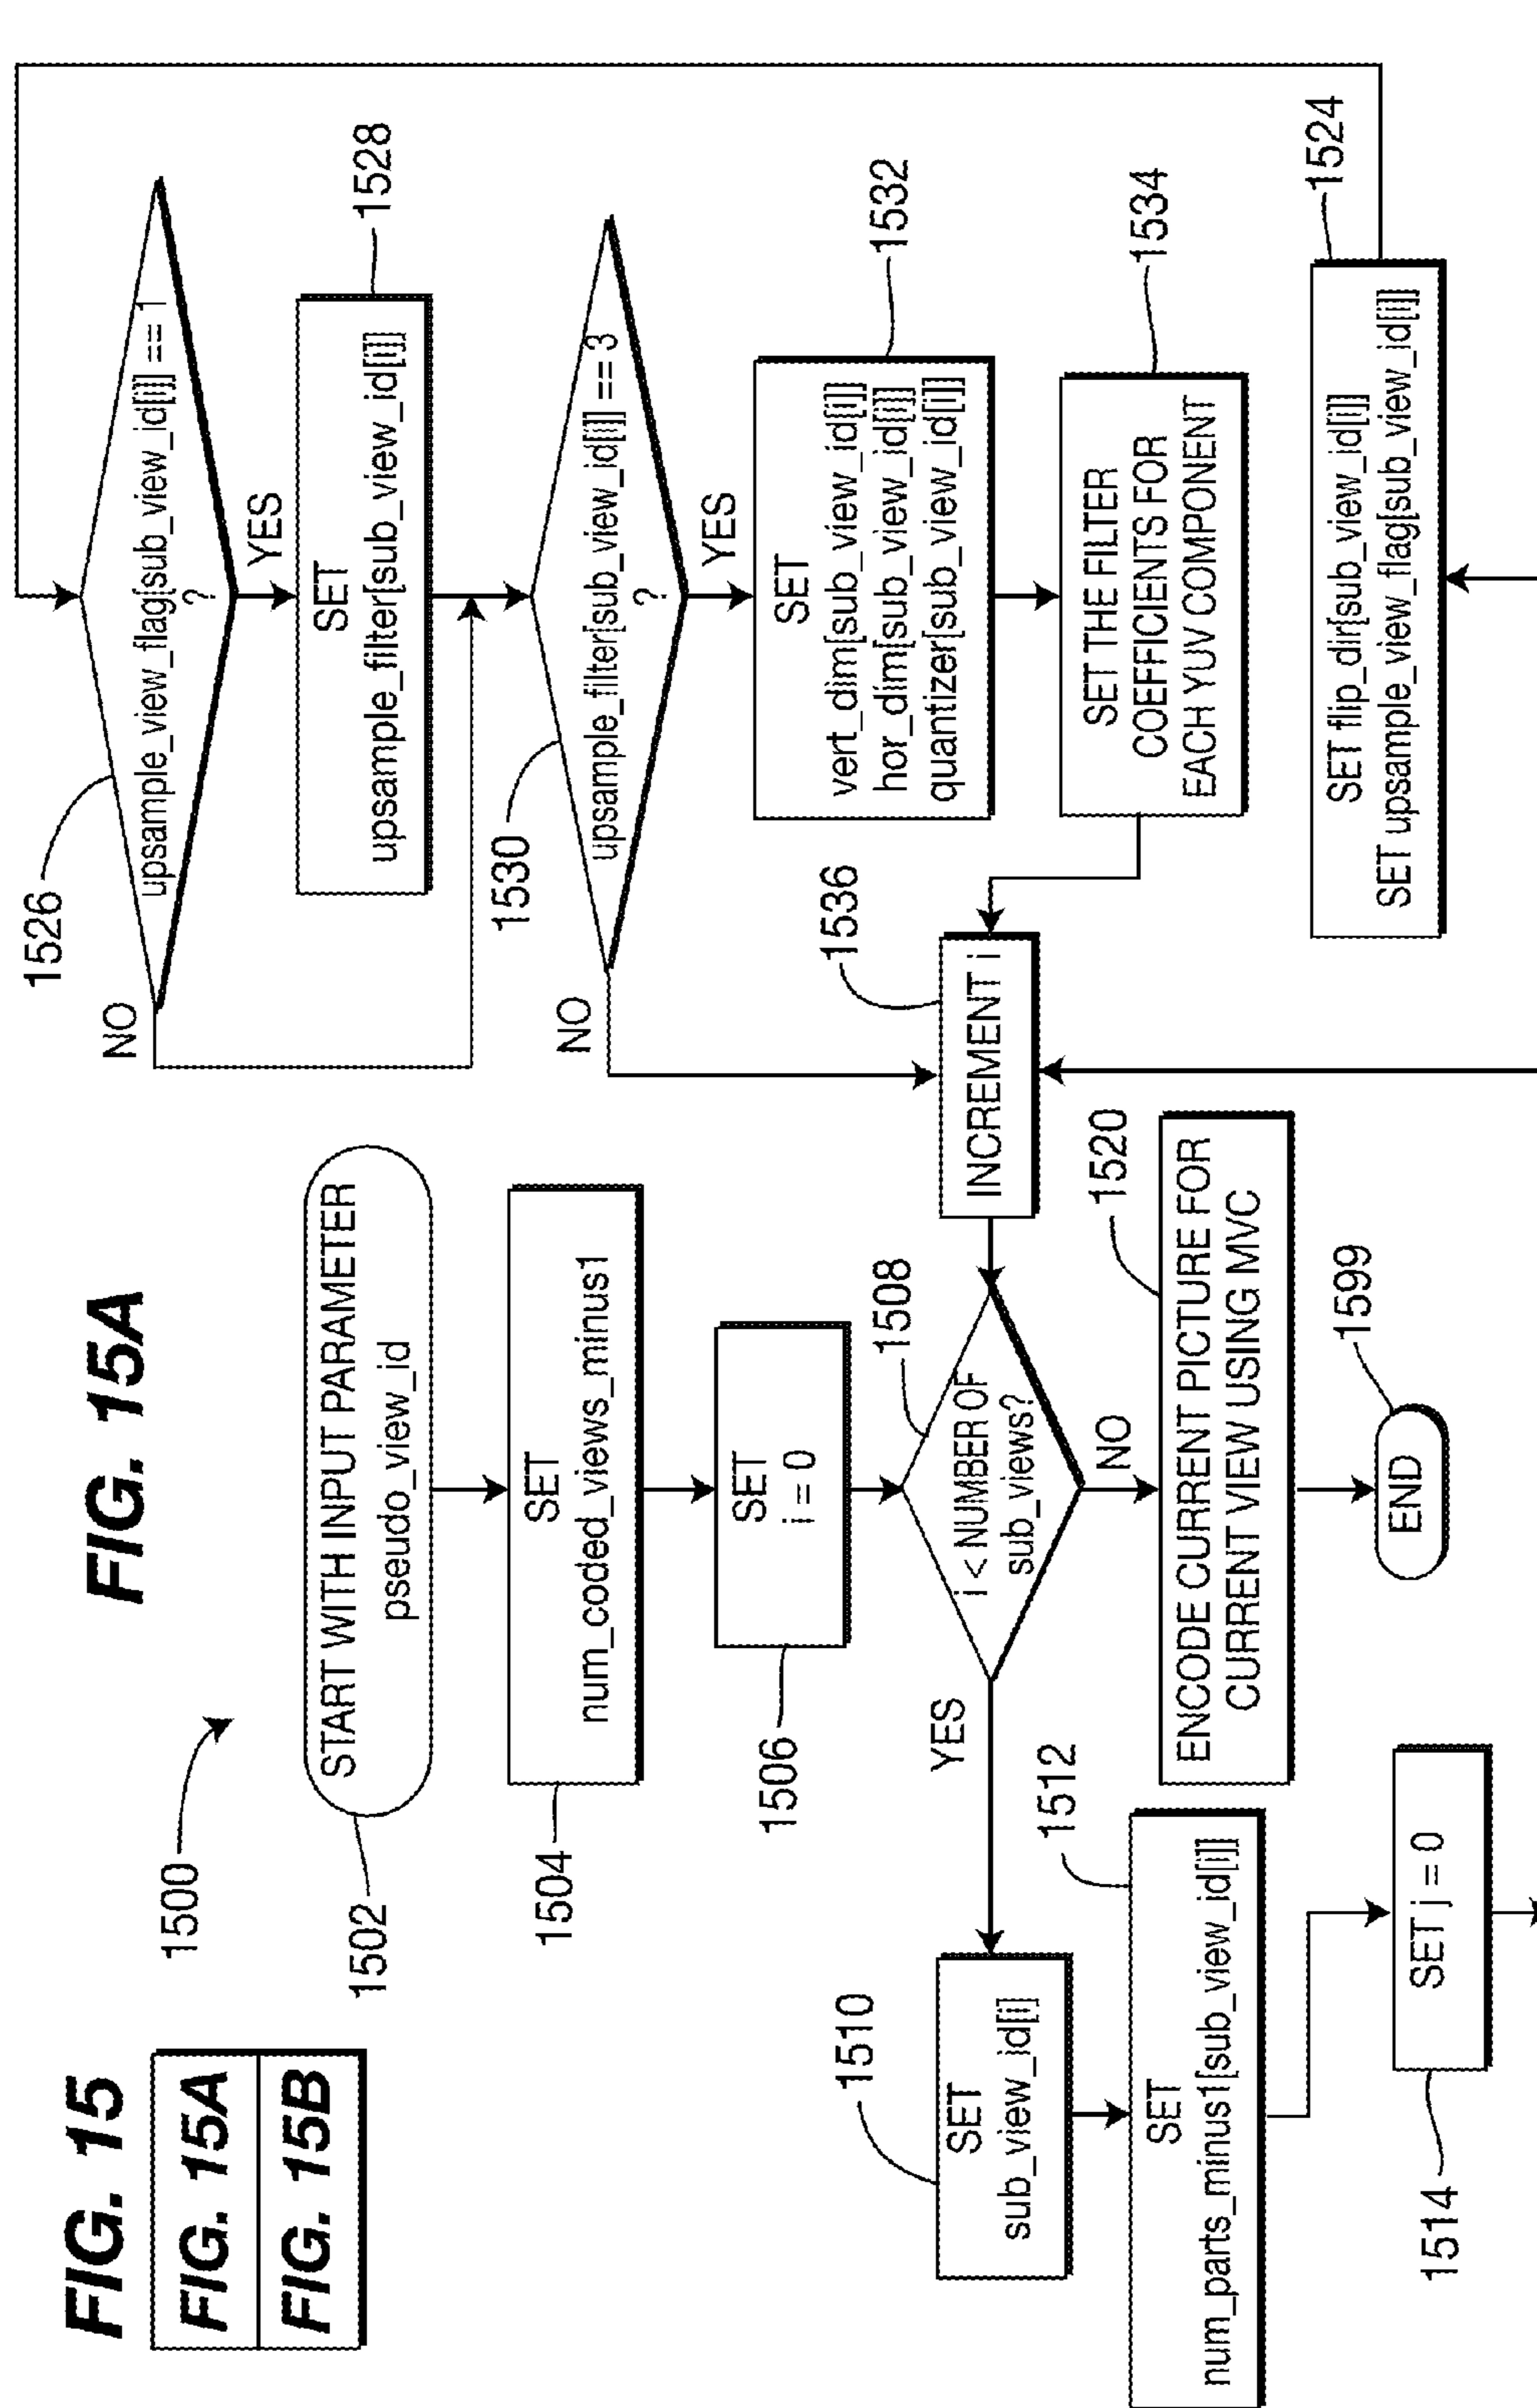 FIG. 15
FIG. 15A
FIG. 15B
FIG. 15A
1500
1502
START WITH INPUT PARAMETER
pseudo_view_id
1504
SET
num_coded_views_minus1
1506
SET
i = 0
1508
i < NUMBER OF
sub_views?
YES
NO
1510
SET
sub_view_id[i]
1512
SET
num_parts_minus1[sub_view_id[i]]
1514
SET j = 0
1520
ENCODE CURRENT PICTURE FOR
CURRENT VIEW USING MVC
1599
END
1526
upsample_view_flag[sub_view_id[i]] == 1
?
NO
YES
1528
SET
upsample_filter[sub_view_id[i]]
1530
upsample_filter[sub_view_id[i]] == 3
?
NO
YES
1532
SET
vert_dim[sub_view_id[i]]
hor_dim[sub_view_id[i]]
quantizer[sub_view_id[i]]
1534
SET THE FILTER
COEFFICIENTS FOR
EACH YUV COMPONENT
1536
INCREMENT i
1524
SET flip_dir[sub_view_id[i]]
SET upsample_view_flag[sub_view_id[i]]